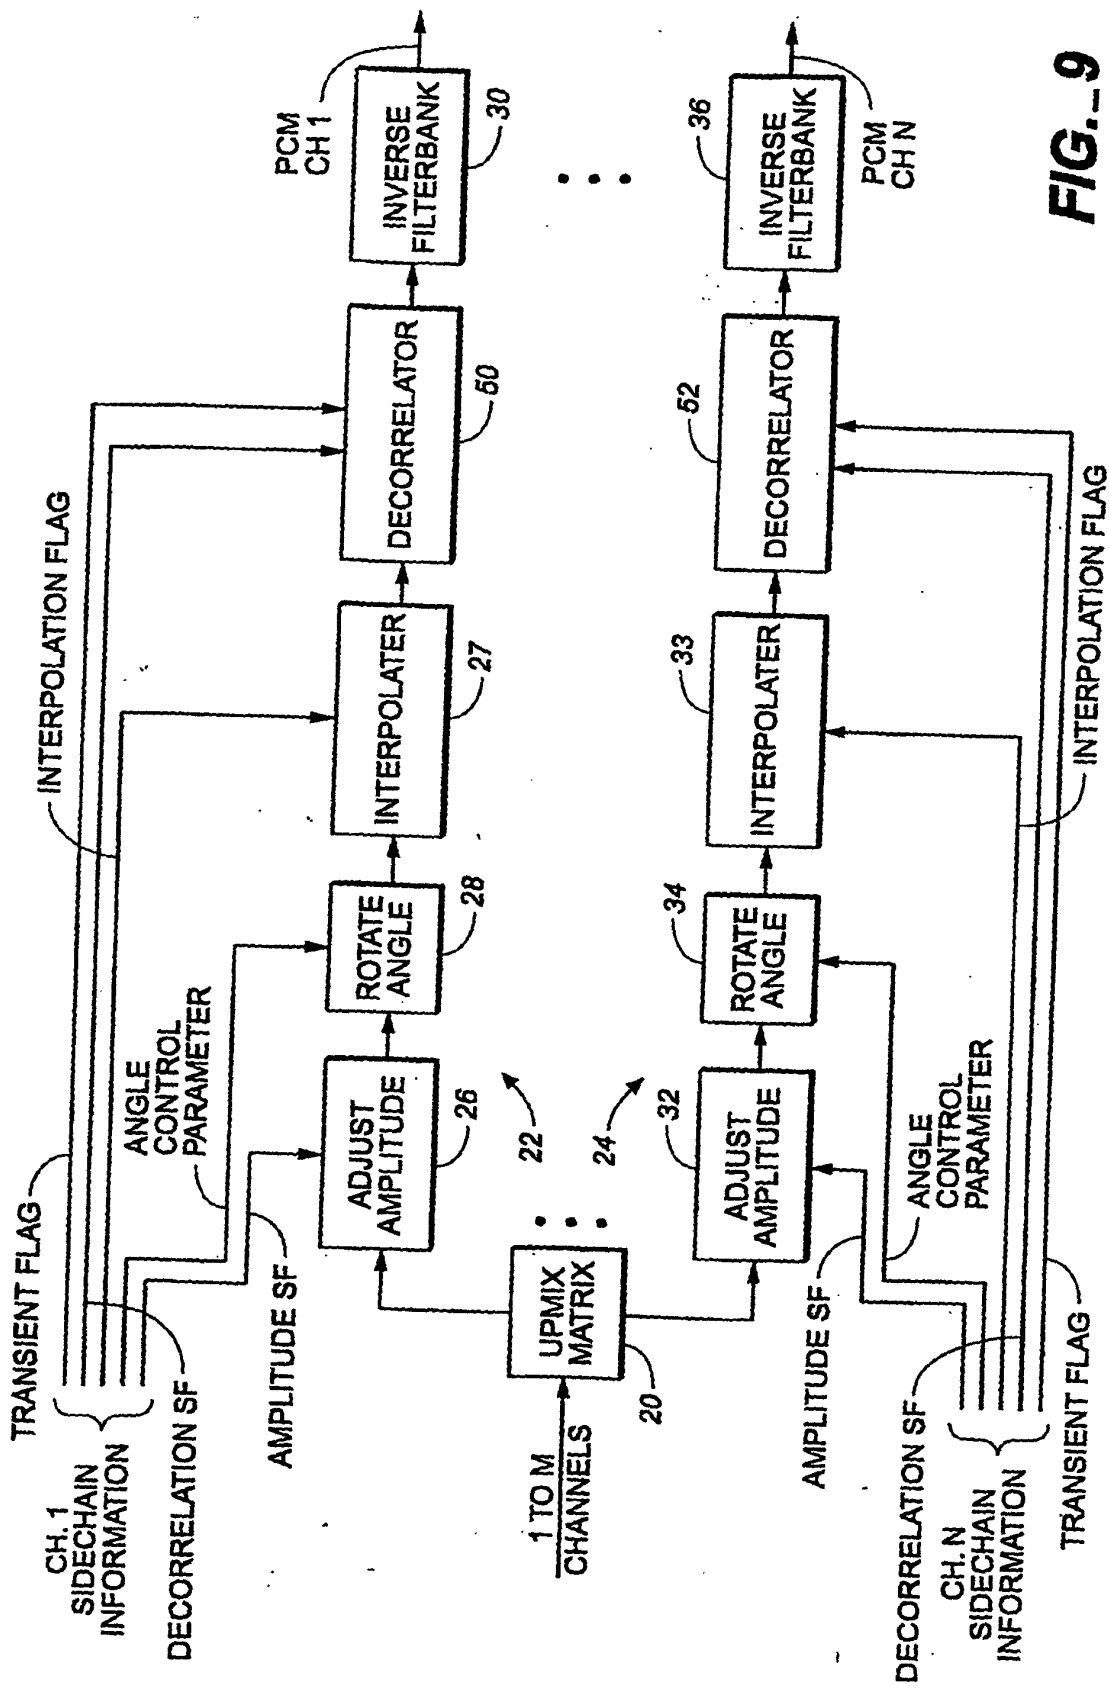 TRANSIENT FLAG
INTERPOLATION FLAG
ANGLE
CONTROL
PARAMETER
CH. 1
SIDECHAIN
INFORMATION
DECORRELATION SF
AMPLITUDE SF
PCM
CH 1
ADJUST
AMPLITUDE
26
ROTATE
ANGLE
28
INTERPOLATER
27
DECORRELATOR
50
INVERSE
FILTERBANK
30
22
24
1 TO M
CHANNELS
UPMIX
MATRIX
20
32
ADJUST
AMPLITUDE
34
ROTATE
ANGLE
33
INTERPOLATER
52
DECORRELATOR
36
INVERSE
FILTERBANK
PCM
CH N
AMPLITUDE SF
DECORRELATION SF
CH. N
SIDECHAIN
INFORMATION
ANGLE
CONTROL
PARAMETER
TRANSIENT FLAG
INTERPOLATION FLAG
FIG._9